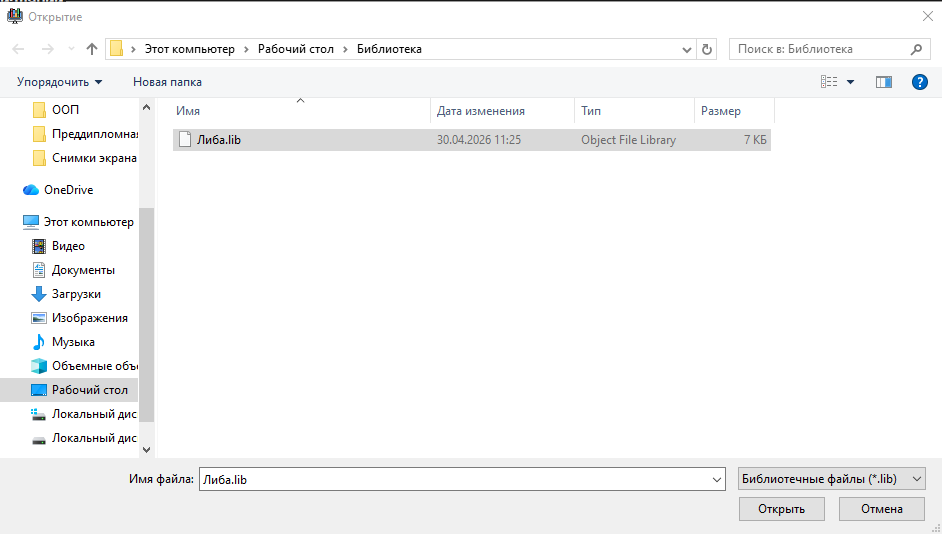 Открытие
Этот компьютер
Рабочий стол
Библиотека
Поиск в: Библиотека
Упорядочить
Новая папка
ООП
Преддипломная
Снимки экрана
OneDrive
Этот компьютер
Видео
Документы
Загрузки
Изображения
Музыка
Объемные объе
Рабочий стол
Локальный дис
Локальный дис
Имя Дата изменения Тип Размер
Либа.lib 30.04.2026 11:25 Object File Library 7 КБ
Имя файла: Либа.lib Библиотечные файлы (*.lib)
Открыть Отмена